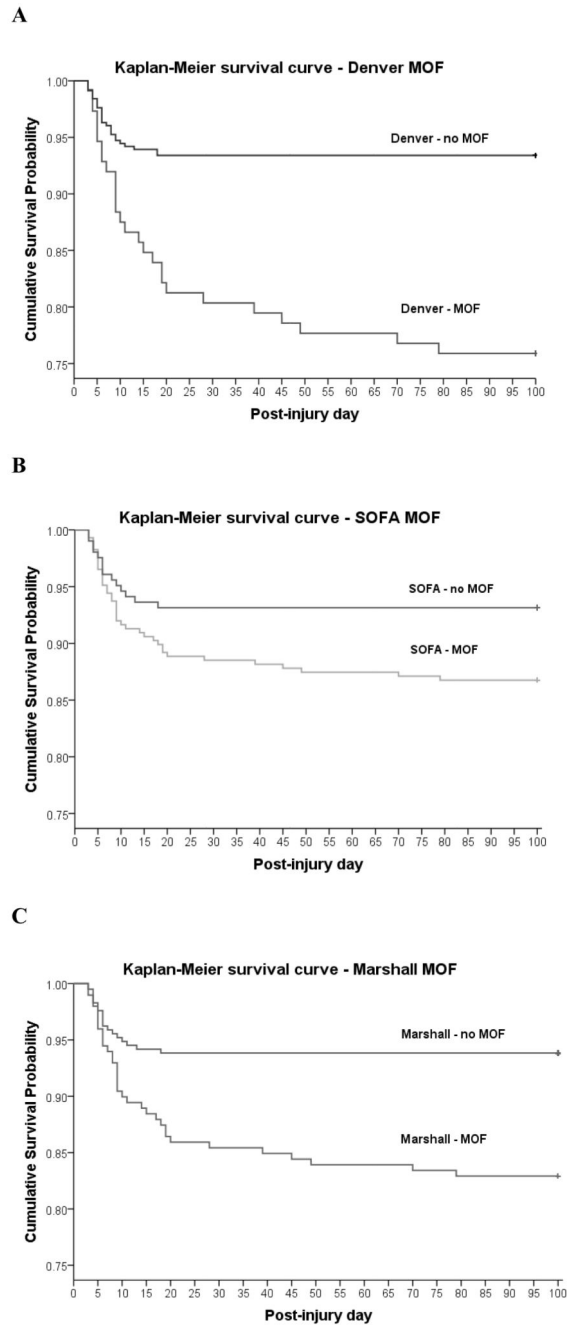 A
Kaplan-Meier survival curve - Denver MOF
Cumulative Survival Probability
1.00
0.95
0.90
0.85
0.80
0.75
Denver - no MOF
Denver - MOF
0 5 10 15 20 25 30 35 40 45 50 55 60 65 70 75 80 85 90 95 100
Post-injury day
B
Kaplan-Meier survival curve - SOFA MOF
Cumulative Survival Probability
1.00
0.95
0.90
0.85
0.80
0.75
SOFA - no MOF
SOFA - MOF
0 5 10 15 20 25 30 35 40 45 50 55 60 65 70 75 80 85 90 95 100
Post-injury day
C
Kaplan-Meier survival curve - Marshall MOF
Cumulative Survival Probability
1.00
0.95
0.90
0.85
0.80
0.75
Marshall - no MOF
Marshall - MOF
0 5 10 15 20 25 30 35 40 45 50 55 60 65 70 75 80 85 90 95 100
Post-injury day